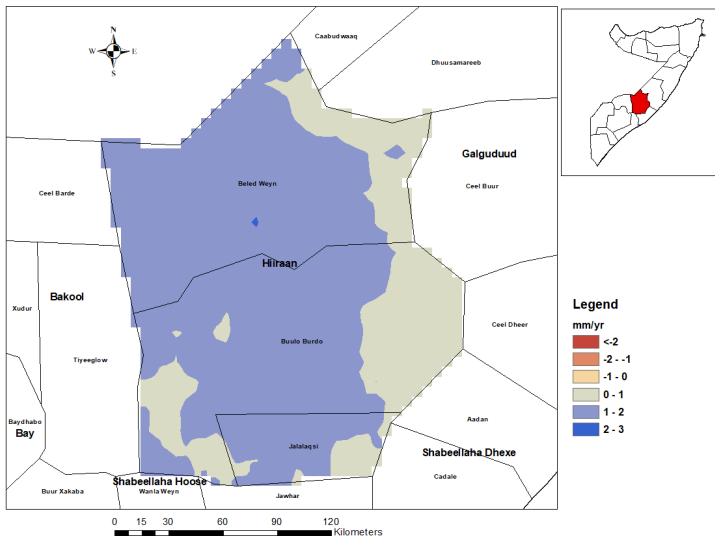 N
W E
S
Caabudwaaq
Dhuusamareeb
Galguduud
Ceel Barde
Beled Weyn
Ceel Buur
Hiiraan
Bakool
Xudur
Ceel Dheer
Tiyeeglow
Buulo Burdo
Baydhabo
Bay
Aadan
Jalalaqsi
Shabeellaha Dhexe
Shabeellaha Hoose
Cadale
Buur Xakaba
Wanla Weyn
Jawhar
0 15 30 60 90 120
Kilometers
Legend
mm/yr
<-2
-2 - -1
-1 - 0
0 - 1
1 - 2
2 - 3